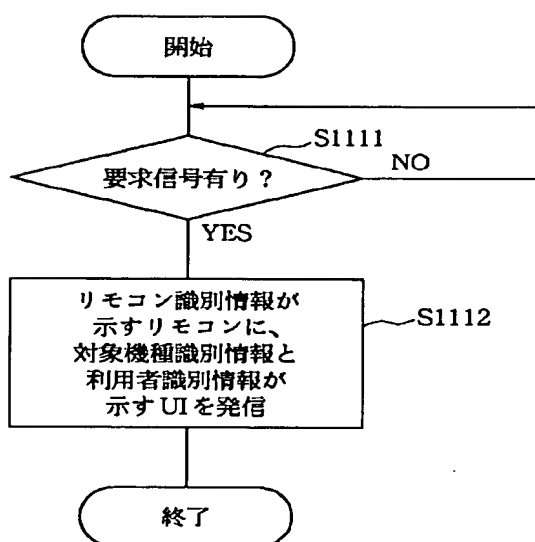 開始
S1111
要求信号有り？
NO
YES
リモコン識別情報が
示すリモコンに、
対象機種識別情報と
利用者識別情報が
示すUIを発信
S1112
終了